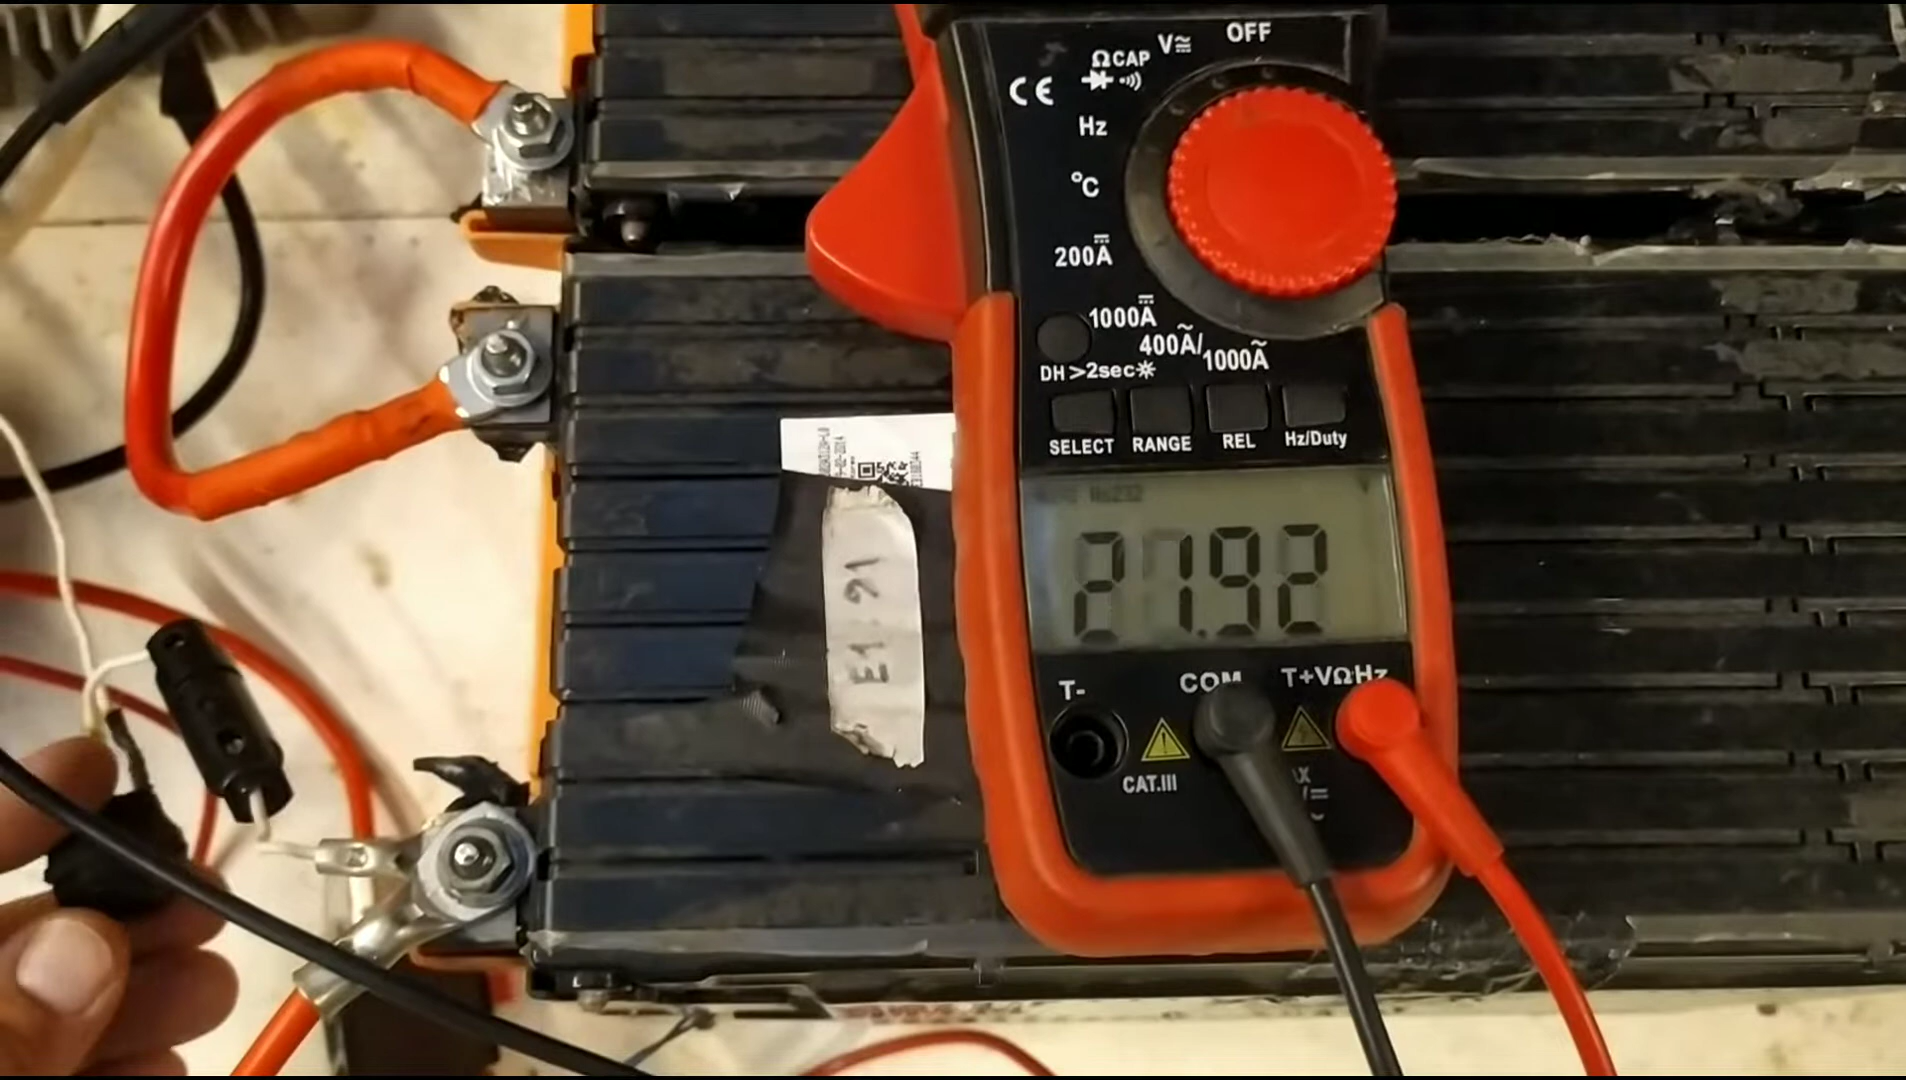 OFF
V
ΩCAP
CE
Hz
°C
200A
1000A
400A/
1000A
DH>2sec
SELECT
RANGE
REL
Hz/Duty
21.92
E1.91
T-
COM
T+VΩHz
CAT.III